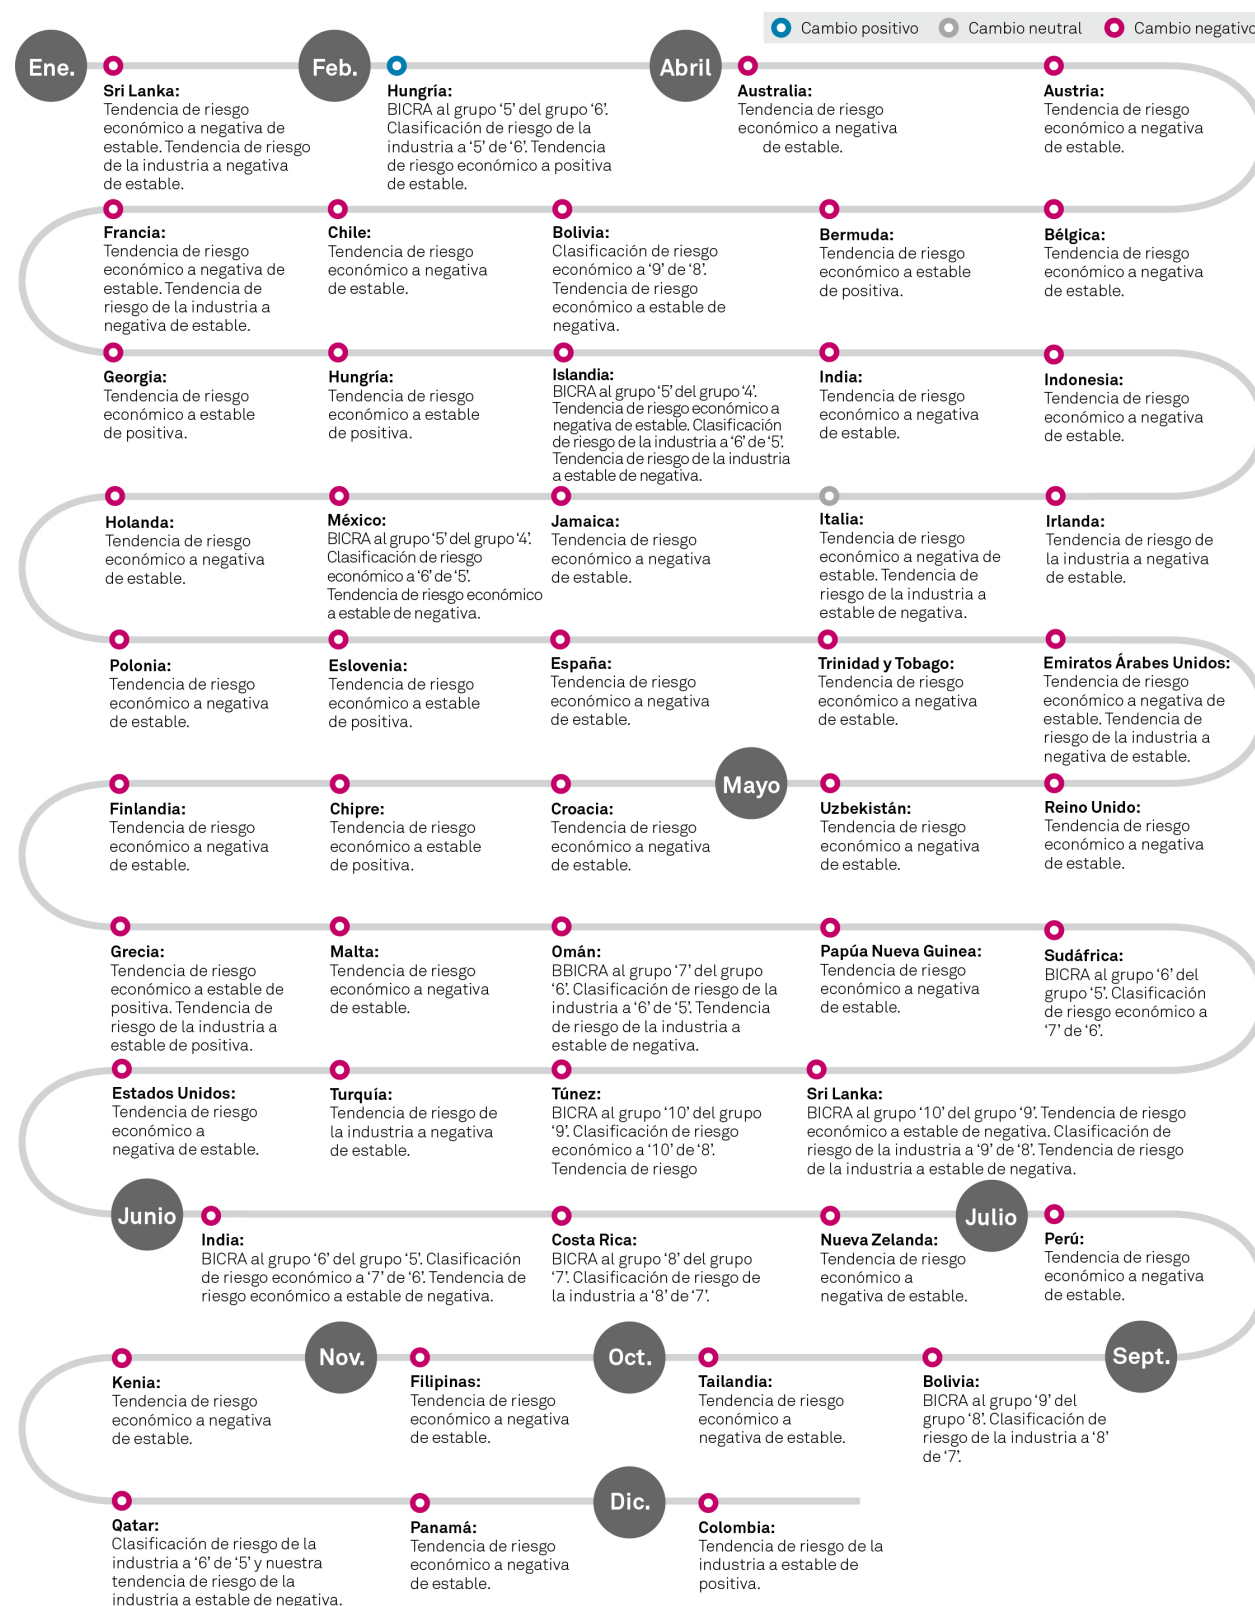 Cambio positivo
Cambio neutral
Cambio negativo
Ene.
Sri Lanka:
Tendencia de riesgo
económico a negativa de
estable. Tendencia de riesgo
de la industria a negativa
de estable.
Feb.
Hungría:
BICRA al grupo ‘5’ del grupo ‘6’.
Clasificación de riesgo de la
industria a ‘5’ de ‘6’. Tendencia
de riesgo económico a positiva
de estable.
Abril
Australia:
Tendencia de riesgo
económico a negativa
de estable.
Austria:
Tendencia de riesgo
económico a negativa
de estable.
Francia:
Tendencia de riesgo
económico a negativa de
estable. Tendencia de
riesgo de la industria a
negativa de estable.
Chile:
Tendencia de riesgo
económico a negativa
de estable.
Bolivia:
Clasificación de riesgo
económico a ‘9’ de ‘8’.
Tendencia de riesgo
económico a estable de
negativa.
Bermuda:
Tendencia de riesgo
económico a estable
de positiva.
Bélgica:
Tendencia de riesgo
económico a negativa
de estable.
Georgia:
Tendencia de riesgo
económico a estable
de positiva.
Hungría:
Tendencia de riesgo
económico a estable
de positiva.
Islandia:
BICRA al grupo ‘5’ del grupo ‘4’.
Tendencia de riesgo económico a
negativa de estable. Clasificación
de riesgo de la industria a ‘6’ de ‘5’.
Tendencia de riesgo de la industria
a estable de negativa.
India:
Tendencia de riesgo
económico a negativa
de estable.
Indonesia:
Tendencia de riesgo
económico a negativa
de estable.
Holanda:
Tendencia de riesgo
económico a negativa
de estable.
México:
BICRA al grupo ‘5’ del grupo ‘4’.
Clasificación de riesgo
económico a ‘6’ de ‘5’.
Tendencia de riesgo económico
a estable de negativa.
Jamaica:
Tendencia de riesgo
económico a negativa
de estable.
Italia:
Tendencia de riesgo
económico a negativa de
estable. Tendencia de
riesgo de la industria a
estable de negativa.
Irlanda:
Tendencia de riesgo de
la industria a negativa
de estable.
Polonia:
Tendencia de riesgo
económico a negativa
de estable.
Eslovenia:
Tendencia de riesgo
económico a estable
de positiva.
España:
Tendencia de riesgo
económico a negativa
de estable.
Trinidad y Tobago:
Tendencia de riesgo
económico a negativa
de estable.
Emiratos Árabes Unidos:
Tendencia de riesgo
económico a negativa de
estable. Tendencia de
riesgo de la industria a
negativa de estable.
Finlandia:
Tendencia de riesgo
económico a negativa
de estable.
Chipre:
Tendencia de riesgo
económico a estable
de positiva.
Croacia:
Tendencia de riesgo
económico a negativa
de estable.
Mayo
Uzbekistán:
Tendencia de riesgo
económico a negativa
de estable.
Reino Unido:
Tendencia de riesgo
económico a negativa
de estable.
Grecia:
Tendencia de riesgo
económico a estable de
positiva. Tendencia de
riesgo de la industria a
estable de positiva.
Malta:
Tendencia de riesgo
económico a negativa
de estable.
Omán:
BBICRA al grupo ‘7’ del grupo
‘6’. Clasificación de riesgo de la
industria a ‘6’ de ‘5’. Tendencia
de riesgo de la industria a
estable de negativa.
Papúa Nueva Guinea:
Tendencia de riesgo
económico a negativa
de estable.
Sudáfrica:
BICRA al grupo ‘6’ del
grupo ‘5’. Clasificación
de riesgo económico a
‘7’ de ‘6’.
Estados Unidos:
Tendencia de riesgo
económico a
negativa de estable.
Turquía:
Tendencia de riesgo de
la industria a negativa
de estable.
Túnez:
BICRA al grupo ‘10’ del grupo
‘9’. Clasificación de riesgo
económico a ‘10’ de ‘8’.
Tendencia de riesgo
Sri Lanka:
BICRA al grupo ‘10’ del grupo ‘9’. Tendencia de riesgo
económico a estable de negativa. Clasificación de
riesgo de la industria a ‘9’ de ‘8’. Tendencia de riesgo
de la industria a estable de negativa.
Junio
India:
BICRA al grupo ‘6’ del grupo ‘5’. Clasificación
de riesgo económico a ‘7’ de ‘6’. Tendencia de
riesgo económico a estable de negativa.
Costa Rica:
BICRA al grupo ‘8’ del grupo
‘7’. Clasificación de riesgo de
la industria a ‘8’ de ‘7’.
Nueva Zelanda:
Tendencia de riesgo
económico a
negativa de estable.
Julio
Perú:
Tendencia de riesgo
económico a negativa
de estable.
Kenia:
Tendencia de riesgo
económico a negativa
de estable.
Nov.
Filipinas:
Tendencia de riesgo
económico a negativa
de estable.
Oct.
Tailandia:
Tendencia de riesgo
económico a
negativa de estable.
Bolivia:
BICRA al grupo ‘9’ del
grupo ‘8’. Clasificación de
riesgo de la industria a ‘8’
de ‘7’.
Sept.
Qatar:
Clasificación de riesgo de la
industria a ‘6’ de ‘5’ y nuestra
tendencia de riesgo de la
industria a estable de negativa.
Panamá:
Tendencia de riesgo
económico a negativa
de estable.
Dic.
Colombia:
Tendencia de riesgo de la
industria a estable de
positiva.